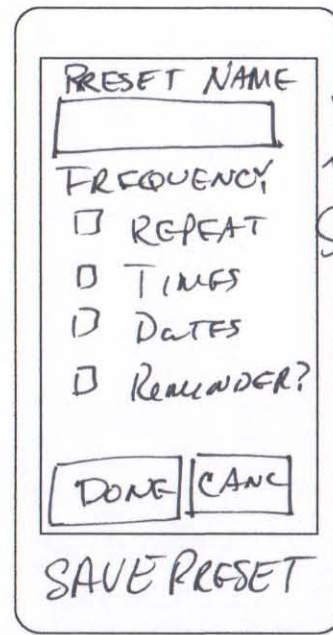 PRESET NAME
FREQUENCY
REPEAT
TIMES
DATES
REMINDER?
DONE
CANC
SAVE PRESET